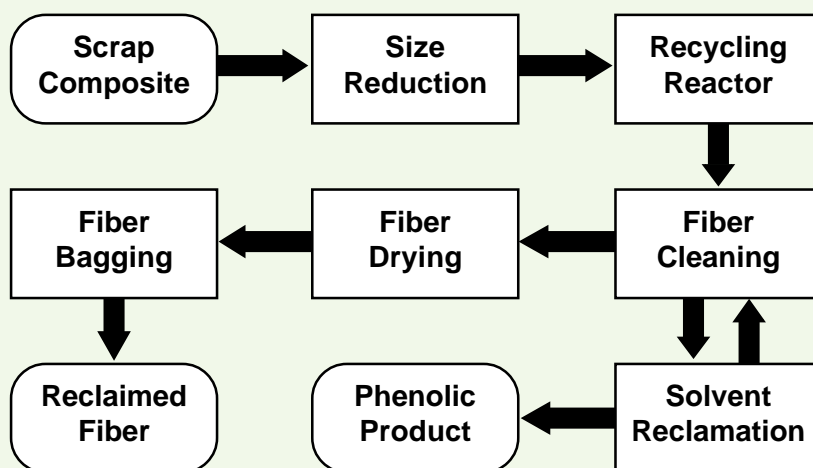 Scrap
Composite
Size
Reduction
Recycling
Reactor
Fiber
Bagging
Fiber
Drying
Fiber
Cleaning
Reclaimed
Fiber
Phenolic
Product
Solvent
Reclamation